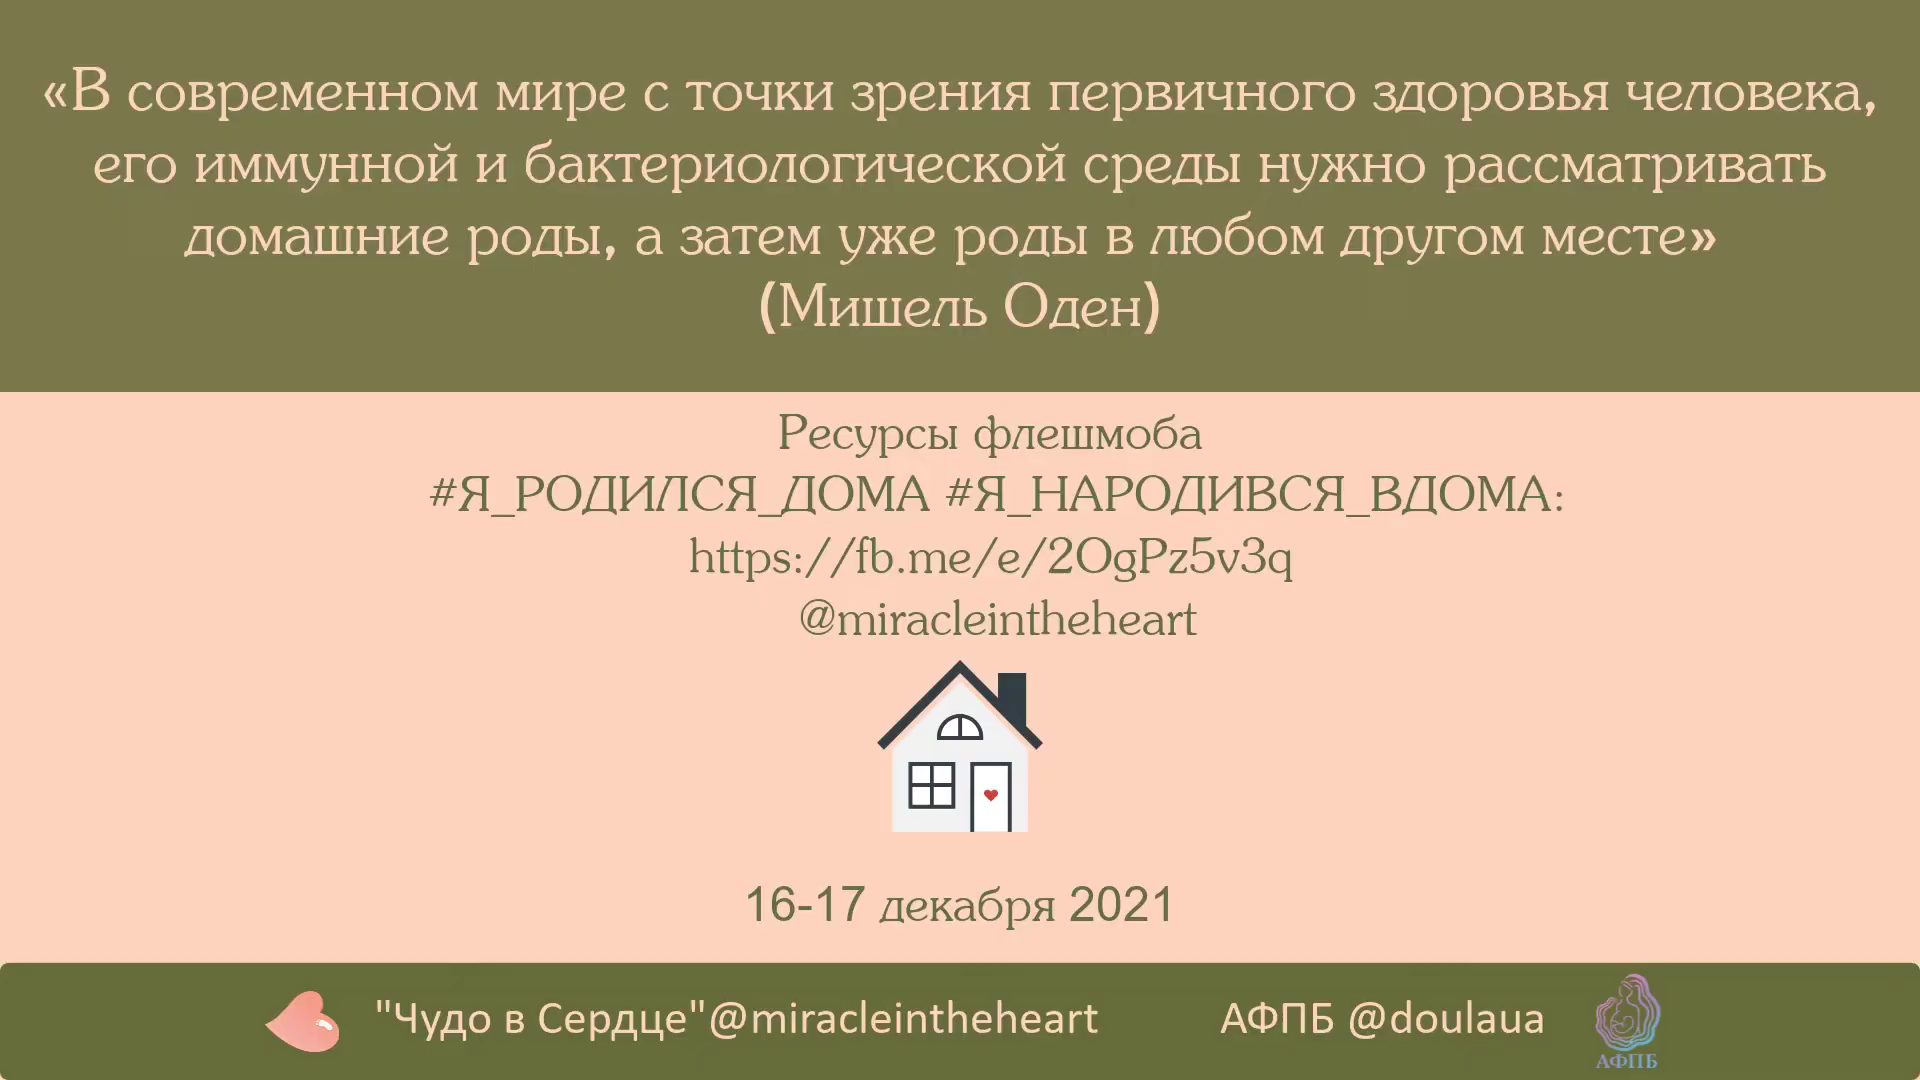 «В современном мире с точки зрения первичного здоровья человека,
его иммунной и бактериологической среды нужно рассматривать
домашние роды, а затем уже роды в любом другом месте»
(Мишель Оден)
Ресурсы флешмоба
#Я_РОДИЛСЯ_ДОМА #Я_НАРОДИВСЯ_ВДОМА:
https://fb.me/e/2OgPz5v3q
@miracleintheheart
16-17 декабря 2021
"Чудо в Сердце"@miracleintheheart
АФПБ @doulaua
АФПБ